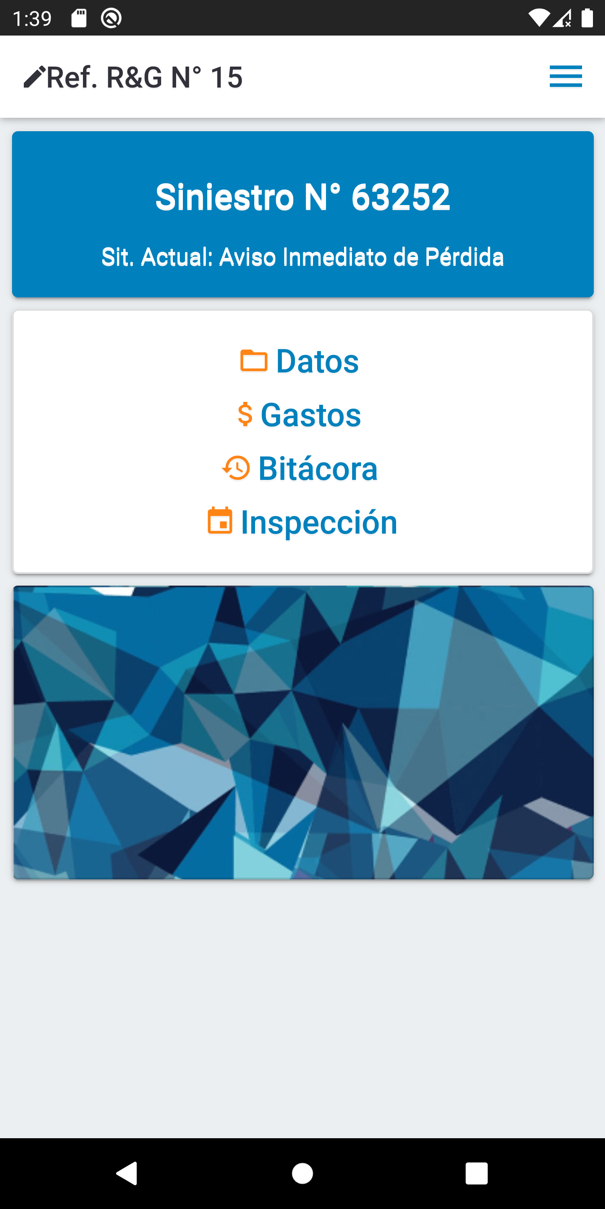 1:39
Ref. R&G N° 15
Siniestro N° 63252
Sit. Actual: Aviso Inmediato de Pérdida
Datos
Gastos
Bitácora
Inspección